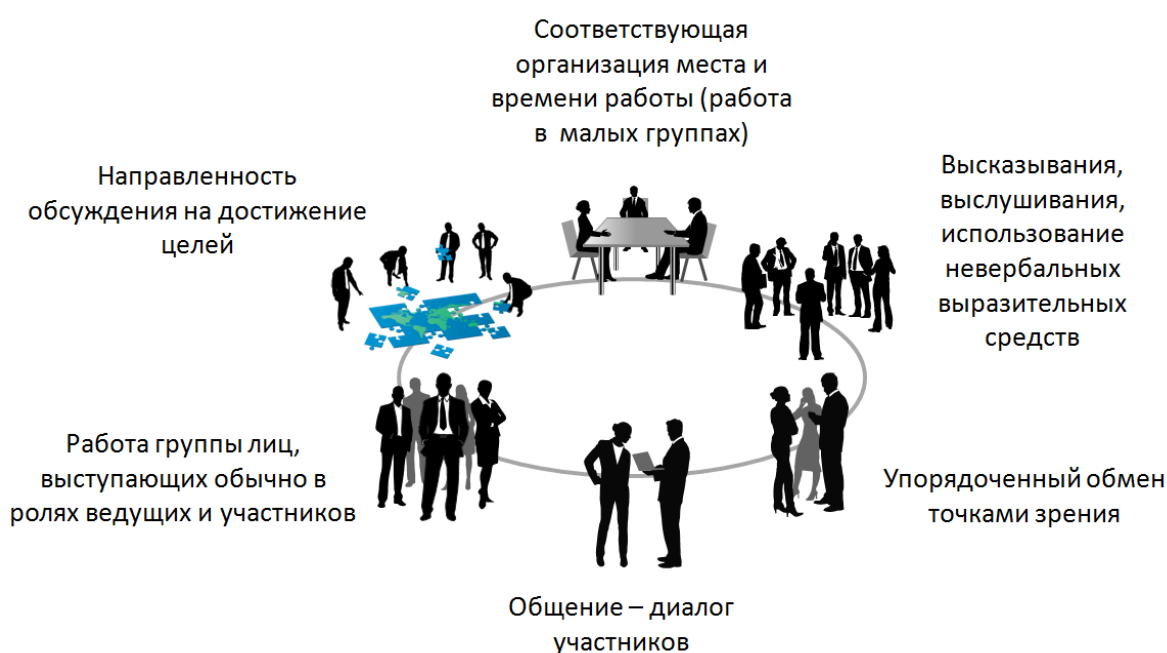 Соответствующая
организация места и
времени работы (работа
в малых группах)
Высказывания,
выслушивания,
использование
невербальных
выразительных
средств
Упорядоченный обмен
точками зрения
Общение – диалог
участников
Работа группы лиц,
выступающих обычно в
ролях ведущих и участников
Направленность
обсуждения на достижение
целей